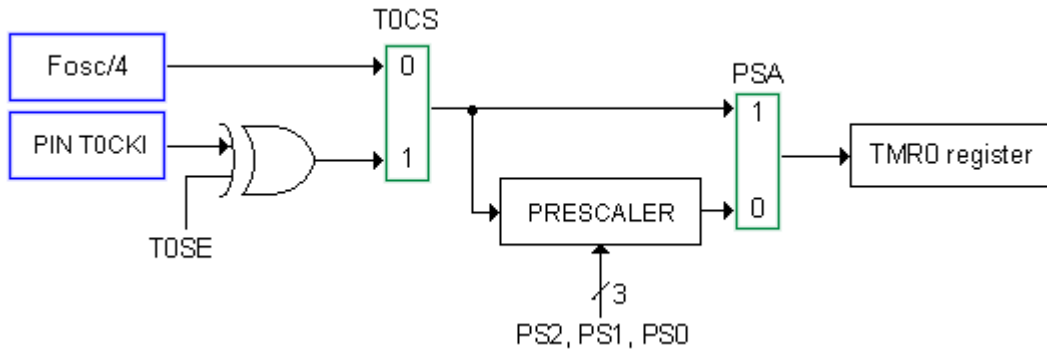 T0CS
Fosc/4
0
PSA
PIN T0CKI
1
1
TMR0 register
PRESCALER
0
T0SE
3
PS2, PS1, PS0